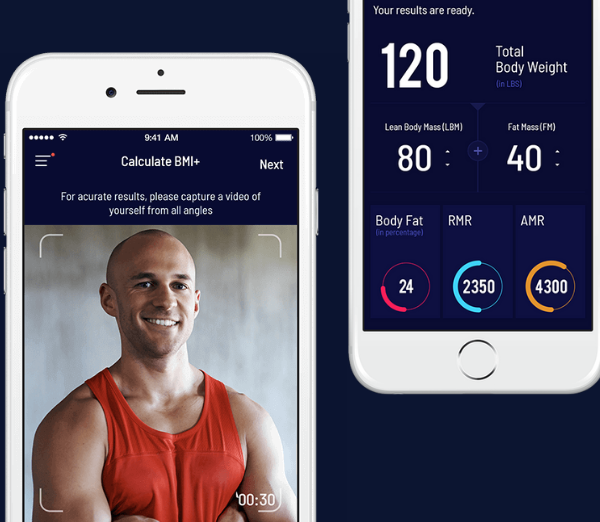 9:41 AM
100%
Calculate BMI+
Next
For acurate results, please capture a video of
yourself from all angles
00:30
Your results are ready.
120
Total
Body Weight
(in LBS)
Lean Body Mass (LBM)
Fat Mass (FM)
80
+
40
Body Fat
(in percentage)
RMR
AMR
24
2350
4300